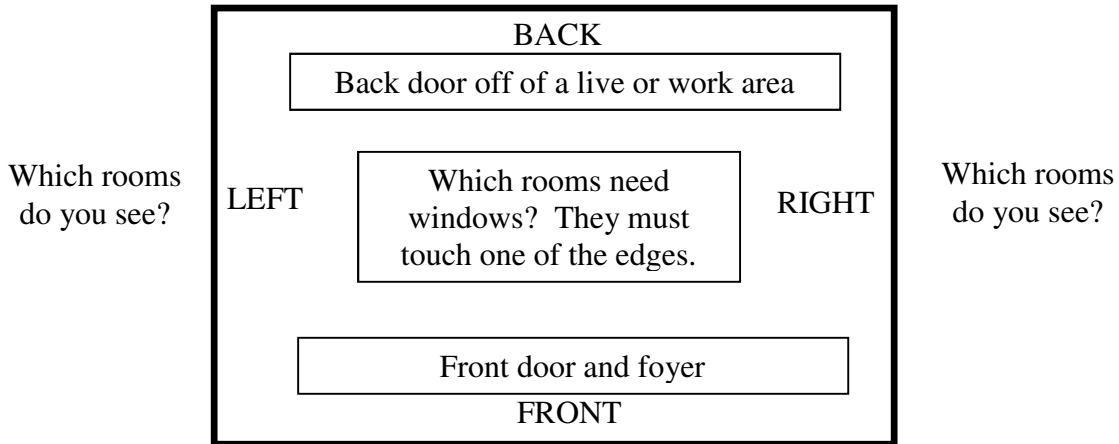 BACK
Back door off of a live or work area
Which rooms
do you see?
LEFT
Which rooms need
windows? They must
touch one of the edges.
RIGHT
Which rooms
do you see?
Front door and foyer
FRONT